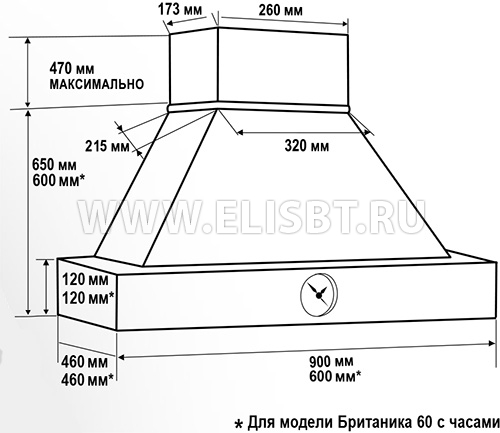 173 мм
260 мм
470 мм
МАКСИМАЛЬНО
215 мм
320 мм
650 мм
600 мм*
WWW.ELISBT.RU
120 мм
120 мм*
460 мм
460 мм*
900 мм
600 мм*
* Для модели Британика 60 с часами